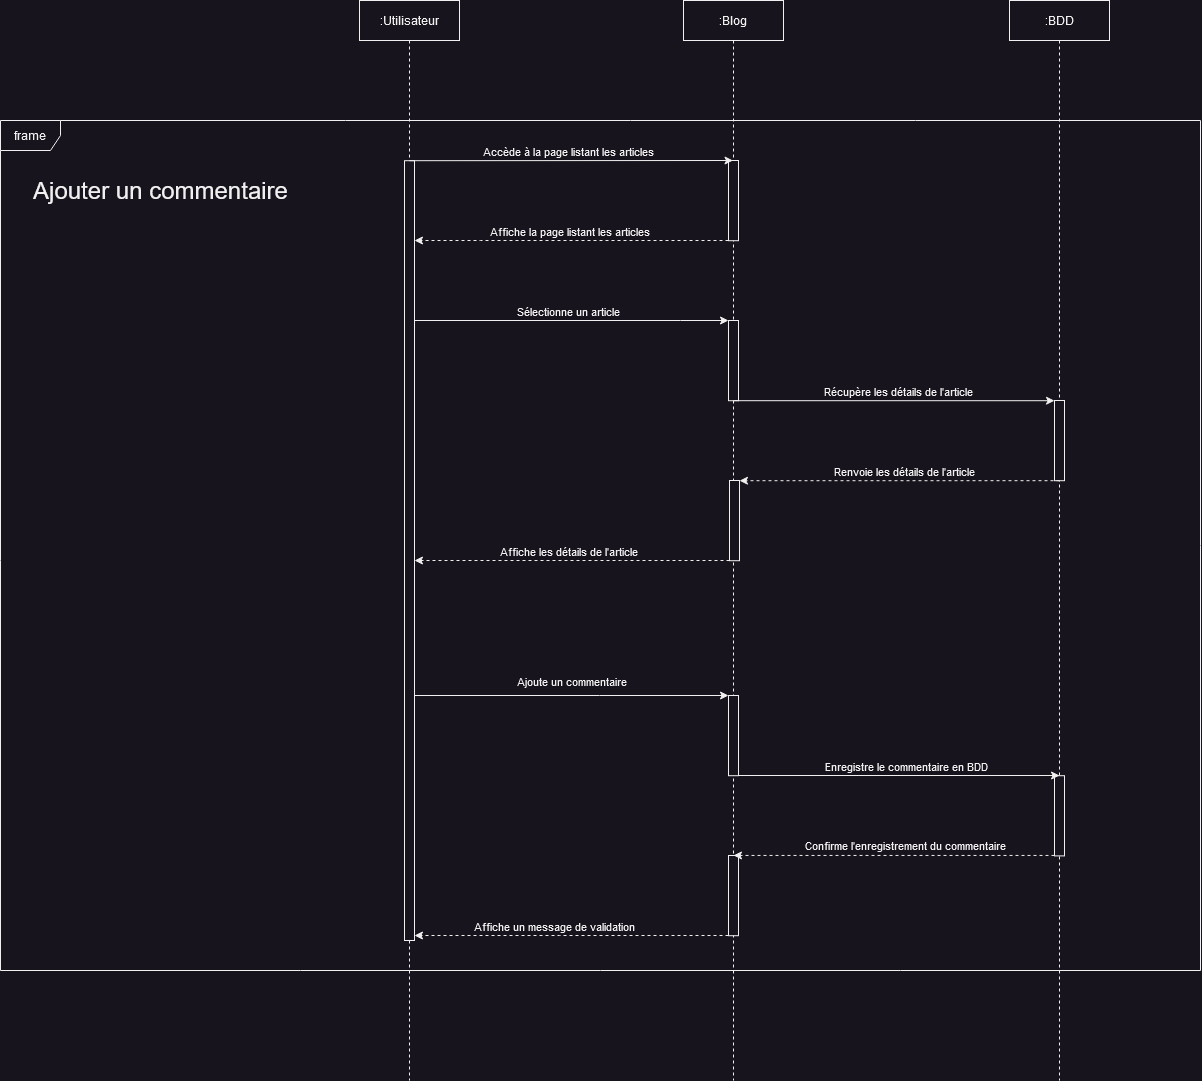 :Utilisateur
:Blog
:BDD
frame
Accède à la page listant les articles
Ajouter un commentaire
Affiche la page listant les articles
Sélectionne un article
Récupère les détails de l'article
Renvoie les détails de l'article
Affiche les détails de l'article
Ajoute un commentaire
Enregistre le commentaire en BDD
Confirme l'enregistrement du commentaire
Affiche un message de validation